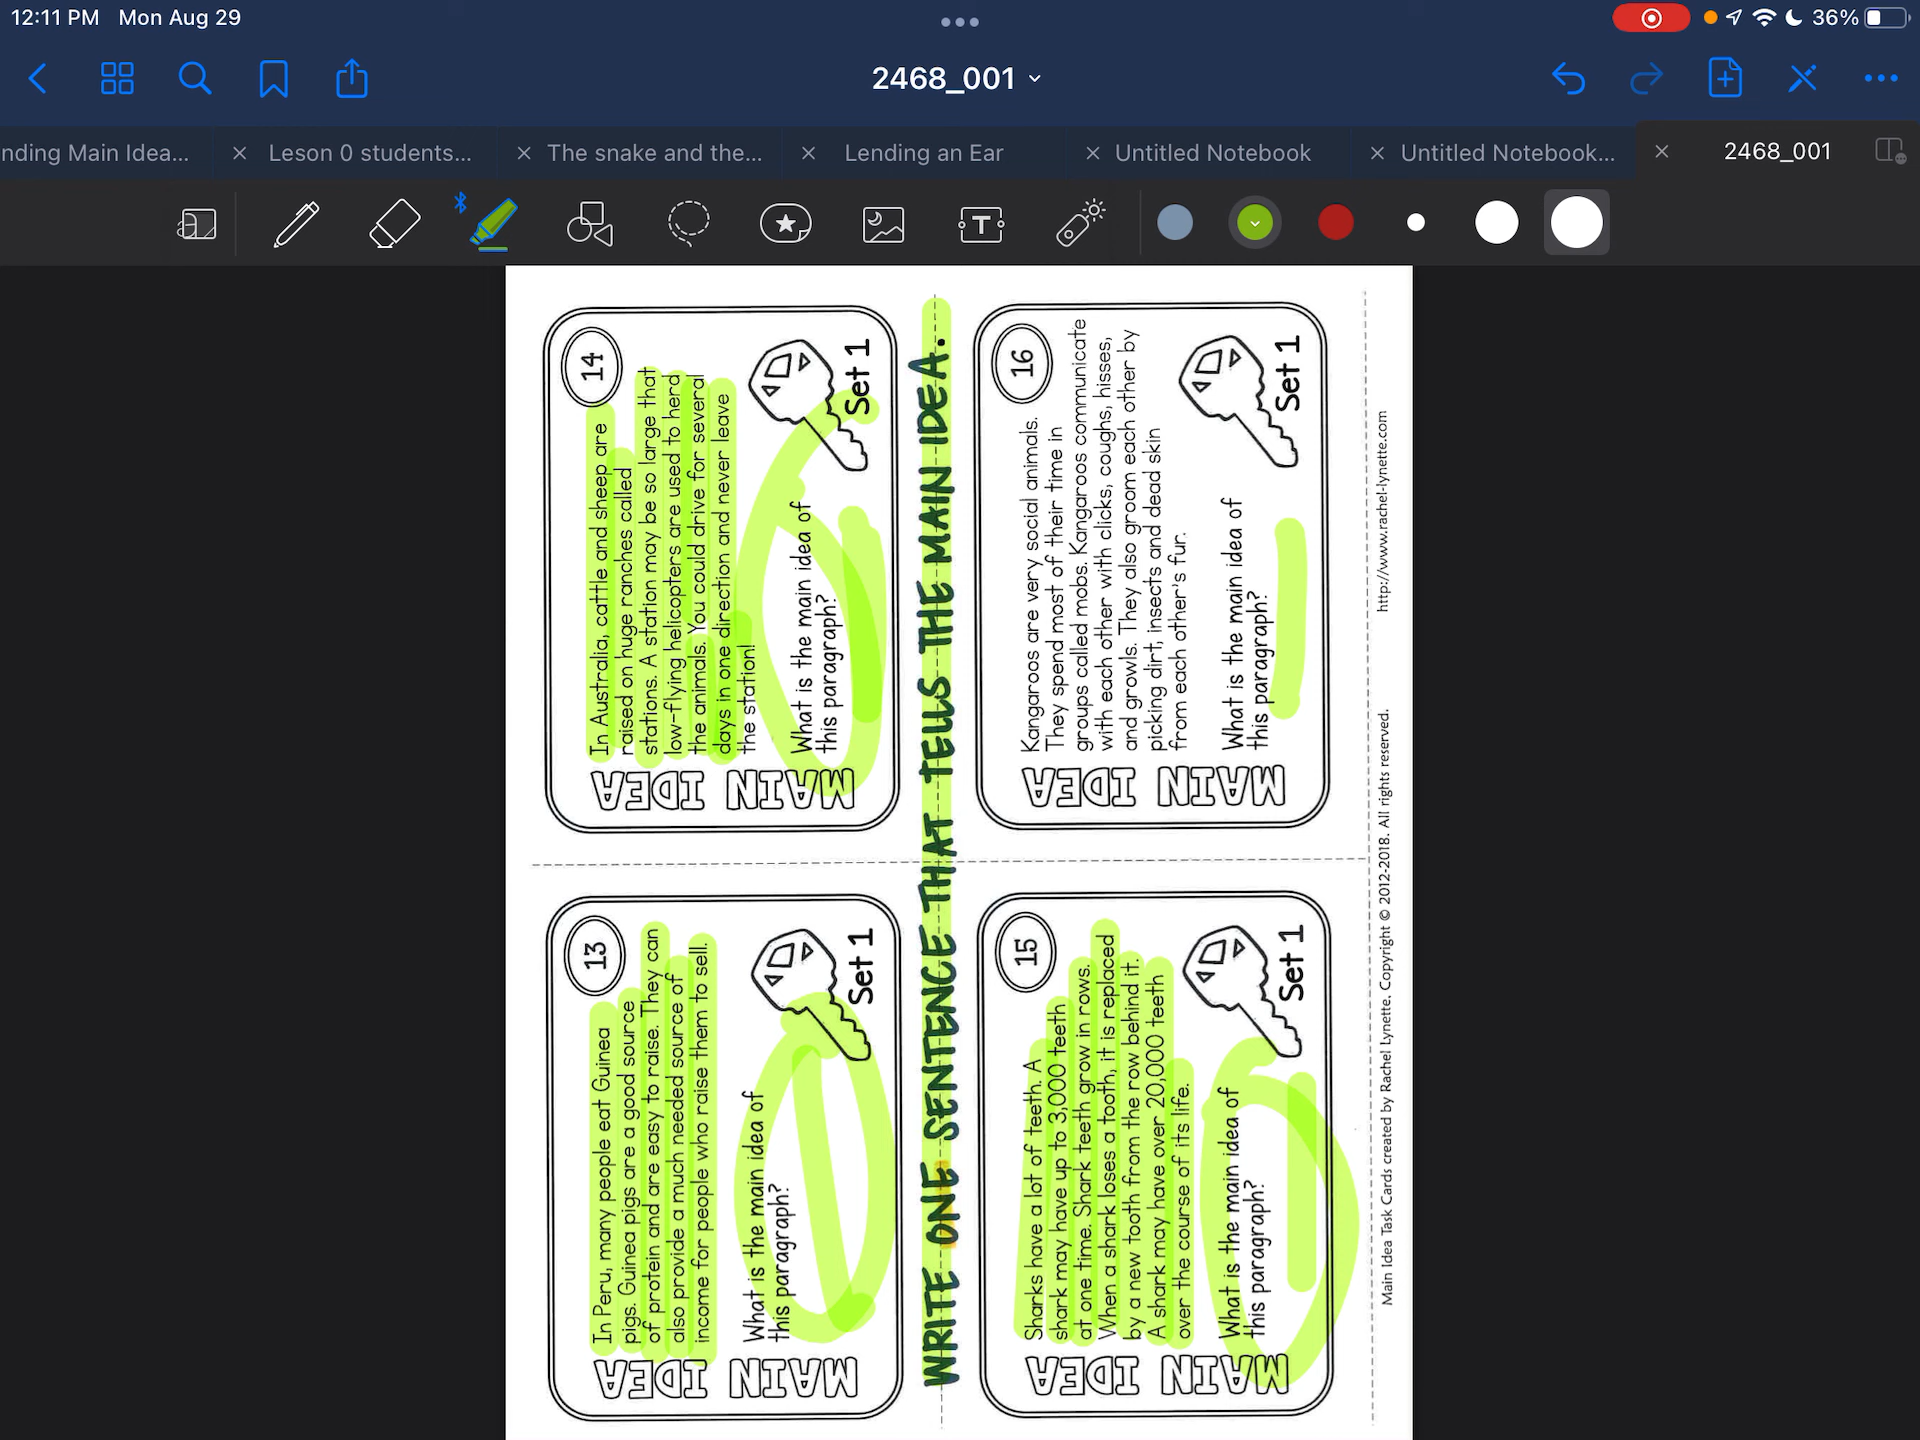 12:11 PM Mon Aug 29
36%
2468_001
nding Main Idea...
Leson 0 students...
The snake and the...
Lending an Ear
Untitled Notebook
Untitled Notebook...
2468_001
14
In Australia, cattle and sheep are
raised on huge ranches called
stations. A station may be so large that
low-flying helicopters are used to herd
the animals. You could drive for several
days in one direction and never leave
the station!
What is the main idea of
this paragraph?
Set 1
MAIN IDEA
16
Kangaroos are very social animals.
They spend most of their time in
groups called mobs. Kangaroos communicate
with each other with clicks, coughs, hisses,
and growls. They also groom each other by
picking dirt, insects and dead skin
from each other's fur.
What is the main idea of
this paragraph?
Set 1
MAIN IDEA
WRITE ONE SENTENCE THAT TELLS THE MAIN IDEA.
13
In Peru, many people eat Guinea
pigs. Guinea pigs are a good source
of protein and are easy to raise. They can
also provide a much needed source of
income for people who raise them to sell.
What is the main idea of
this paragraph?
Set 1
MAIN IDEA
15
Sharks have a lot of teeth. A
shark may have up to 3,000 teeth
at one time. Shark teeth grow in rows.
When a shark loses a tooth, it is replaced
by a new tooth from the row behind it.
A shark may have over 20,000 teeth
over the course of its life.
What is the main idea of
this paragraph?
Set 1
MAIN IDEA
Main Idea Task Cards created by Rachel Lynette. Copyright © 2012-2018. All rights reserved. http://www.rachel-lynette.com